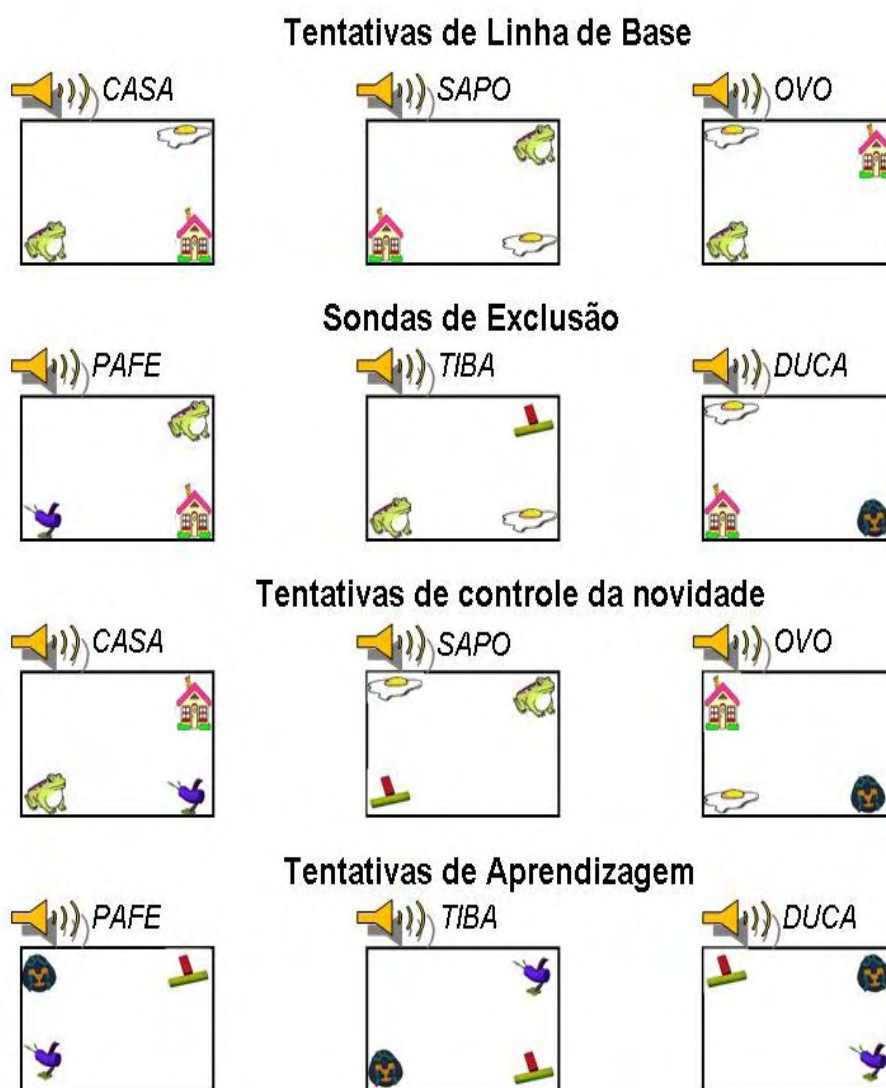 Tentativas de Linha de Base
CASA SAPO OVO
Sondas de Exclusão
PAFE TIBA DUCA
Tentativas de controle da novidade
CASA SAPO OVO
Tentativas de Aprendizagem
PAFE TIBA DUCA